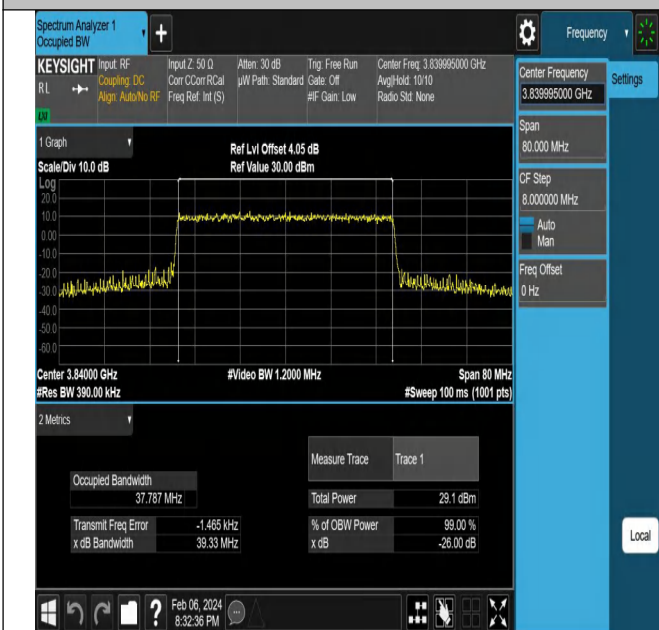 Spectrum Analyzer 1
Occupied BW
Frequency
KEYSIGHT
RL
LXI
Input: RF
Coupling: DC
Align: Auto/No RF
Input Z: 50 Ω
Corr CCorr RCal
Freq Ref: Int (S)
Atten: 30 dB
µW Path: Standard
Trig: Free Run
Gate: Off
#IF Gain: Low
Center Freq: 3.839995000 GHz
Avg|Hold: 10/10
Radio Std: None
Center Frequency
3.839995000 GHz
Settings
Span
80.000 MHz
CF Step
8.000000 MHz
Auto
Man
Freq Offset
0 Hz
Local
1 Graph
Scale/Div 10.0 dB
Ref Lvl Offset 4.05 dB
Ref Value 30.00 dBm
Log
20.0
10.0
0.00
-10.0
-20.0
-30.0
-40.0
-50.0
-60.0
Center 3.84000 GHz
#Res BW 390.00 kHz
#Video BW 1.2000 MHz
Span 80 MHz
#Sweep 100 ms (1001 pts)
2 Metrics
Measure Trace Trace 1
Occupied Bandwidth
37.787 MHz
Total Power 29.1 dBm
Transmit Freq Error -1.465 kHz
% of OBW Power 99.00 %
x dB Bandwidth 39.33 MHz
x dB -26.00 dB
Feb 06, 2024
8:32:36 PM